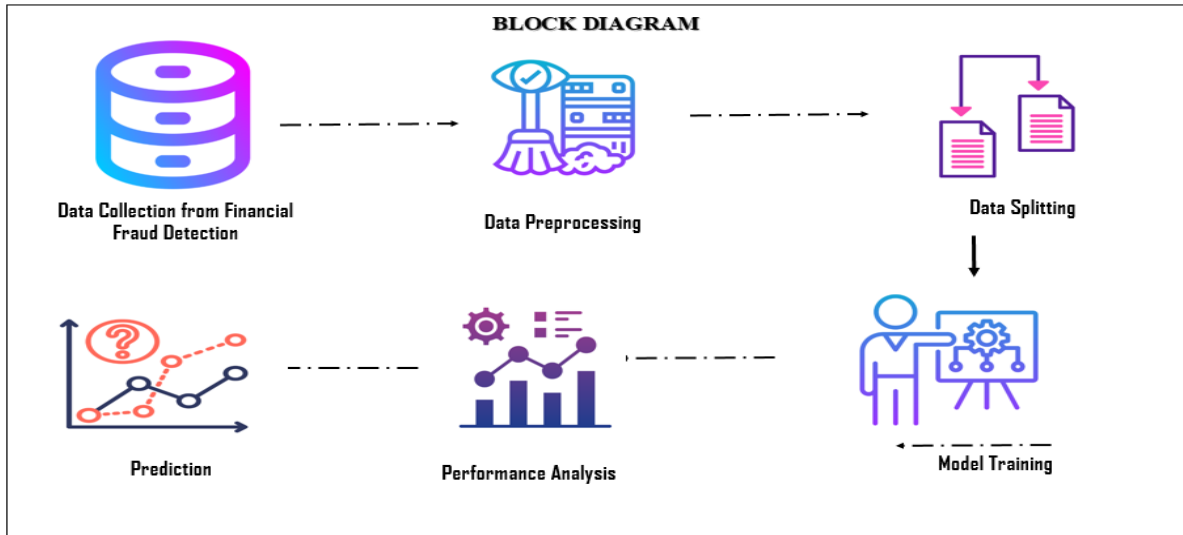 BLOCK DIAGRAM
Data Collection from Financial
Fraud Detection
Data Preprocessing
Data Splitting
?
Prediction
Performance Analysis
Model Training